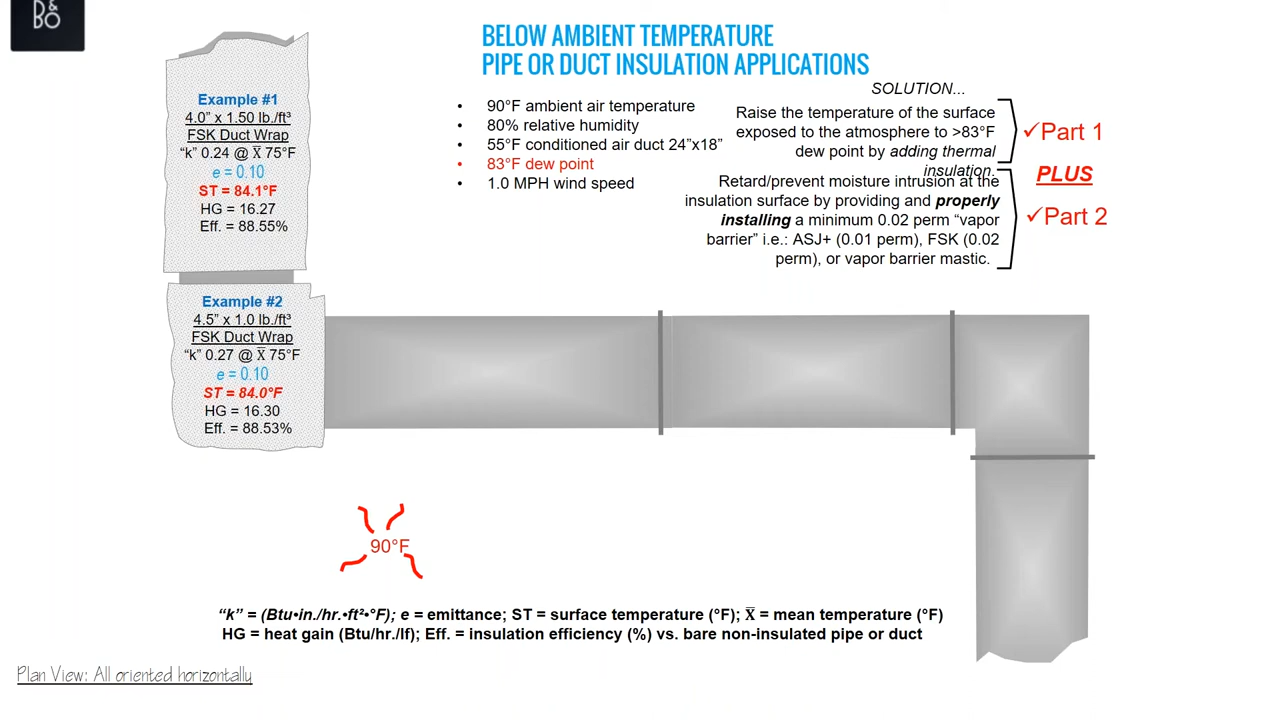 B&
BO
BELOW AMBIENT TEMPERATURE
PIPE OR DUCT INSULATION APPLICATIONS
• 90°F ambient air temperature
• 80% relative humidity
• 55°F conditioned air duct 24”x18”
• 83°F dew point
• 1.0 MPH wind speed
SOLUTION...
Raise the temperature of the surface
exposed to the atmosphere to >83°F
dew point by adding thermal
insulation.
✓Part 1
PLUS
Retard/prevent moisture intrusion at the
insulation surface by providing and properly
installing a minimum 0.02 perm “vapor
barrier” i.e.: ASJ+ (0.01 perm), FSK (0.02
perm), or vapor barrier mastic.
✓Part 2
Example #1
4.0” x 1.50 lb./ft³
FSK Duct Wrap
“k” 0.24 @ X̅ 75°F
e = 0.10
ST = 84.1°F
HG = 16.27
Eff. = 88.55%
Example #2
4.5” x 1.0 lb./ft³
FSK Duct Wrap
“k” 0.27 @ X̅ 75°F
e = 0.10
ST = 84.0°F
HG = 16.30
Eff. = 88.53%
90°F
“k” = (Btu•in./hr.•ft²•°F); e = emittance; ST = surface temperature (°F); X̅ = mean temperature (°F)
HG = heat gain (Btu/hr./lf); Eff. = insulation efficiency (%) vs. bare non-insulated pipe or duct
Plan View: All oriented horizontally